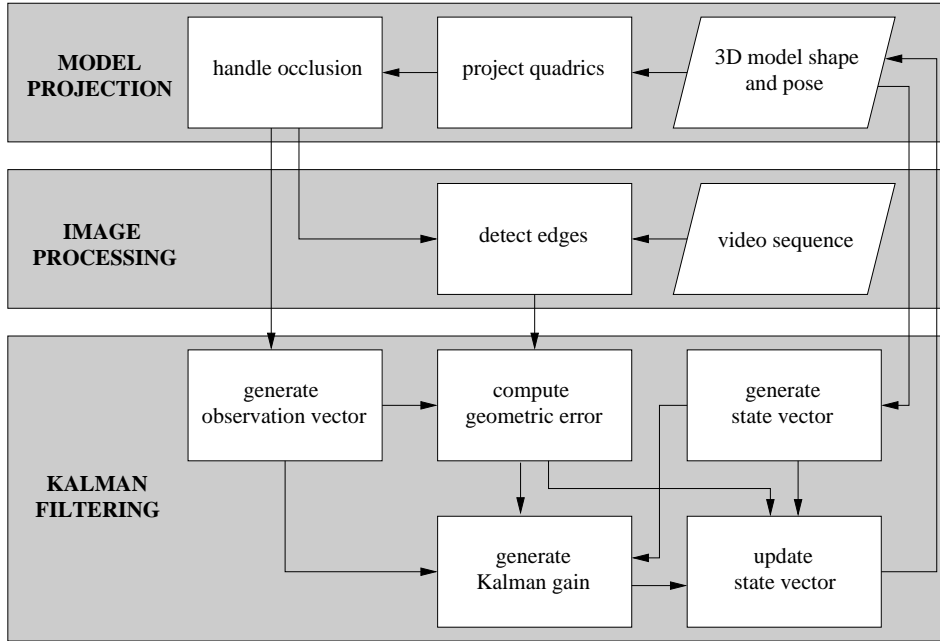 MODEL
PROJECTION
handle occlusion
project quadrics
3D model shape
and pose
IMAGE
PROCESSING
detect edges
video sequence
KALMAN
FILTERING
generate
observation vector
compute
geometric error
generate
state vector
generate
Kalman gain
update
state vector